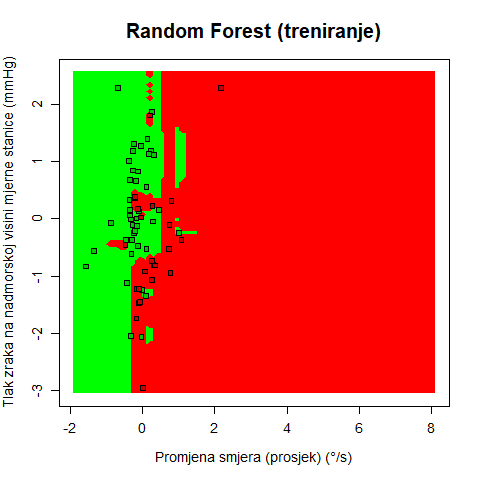 Random Forest (treniranje)
Tlak zraka na nadmorskoj visini mjerne stanice (mmHg)
2
1
0
-1
-2
-3
-2 0 2 4 6 8
Promjena smjera (prosjek) (°/s)